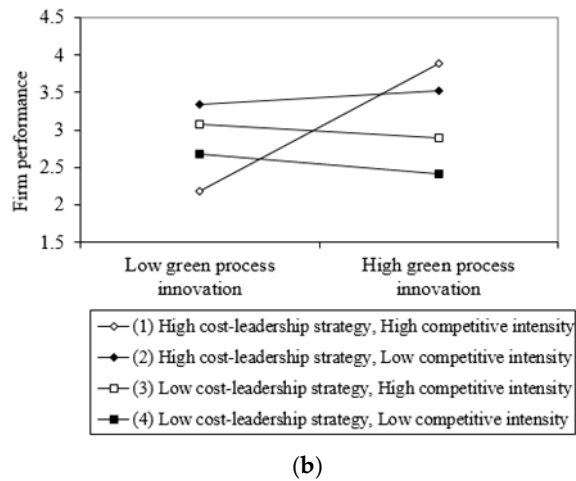 4.5
4
3.5
3
2.5
2
1.5
Firm performance
Low green process
innovation
High green process
innovation
(1) High cost-leadership strategy, High competitive intensity
(2) High cost-leadership strategy, Low competitive intensity
(3) Low cost-leadership strategy, High competitive intensity
(4) Low cost-leadership strategy, Low competitive intensity
(b)